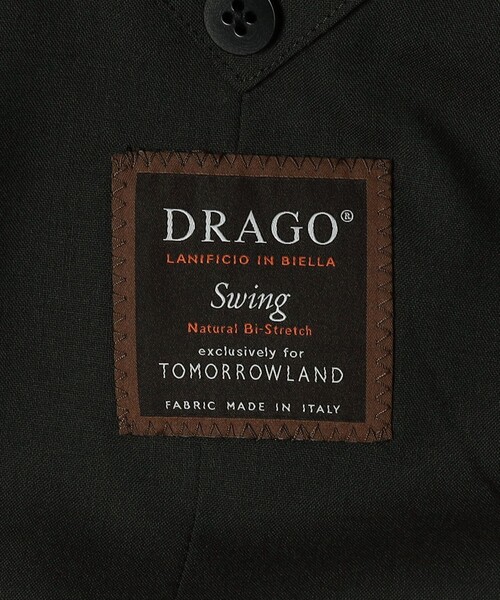 DRAGO®
LANIFICIO IN BIELLA
Swing
Natural Bi-Stretch
exclusively for
TOMORROWLAND
FABRIC MADE IN ITALY